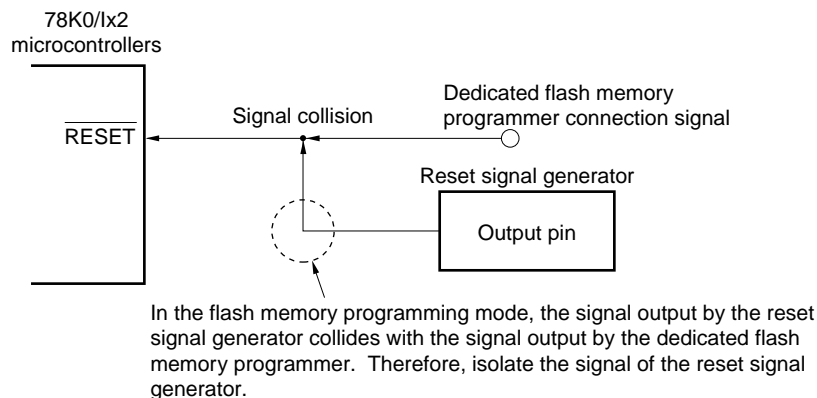 78K0/Ix2
microcontrollers
Signal collision
Dedicated flash memory
programmer connection signal
RESET
Reset signal generator
Output pin
In the flash memory programming mode, the signal output by the reset
signal generator collides with the signal output by the dedicated flash
memory programmer.  Therefore, isolate the signal of the reset signal
generator.